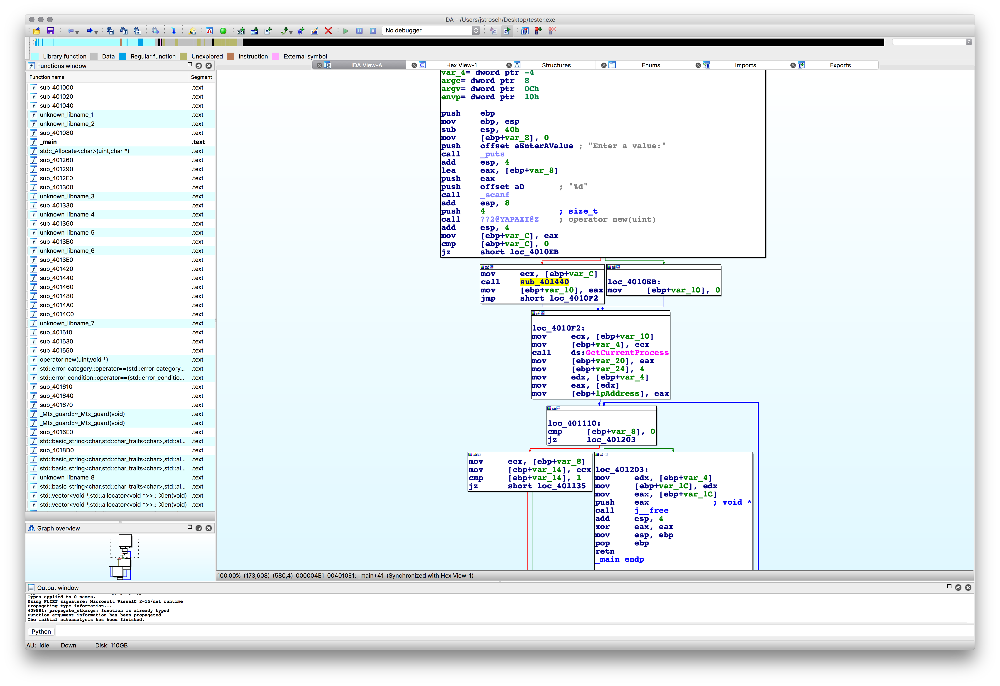 IDA - /Users/jstrosch/Desktop/tester.exe
No debugger
Library function Data Regular function Unexplored Instruction External symbol
Functions window
IDA View-A Hex View-1 Structures Enums Imports Exports
Function name Segment
sub_401000 .text
sub_401020 .text
sub_401040 .text
unknown_libname_1 .text
unknown_libname_2 .text
sub_401080 .text
_main .text
std::_Allocate<char>(uint,char *) .text
sub_401260 .text
sub_401290 .text
sub_4012E0 .text
sub_401300 .text
unknown_libname_3 .text
sub_401330 .text
unknown_libname_4 .text
sub_401360 .text
unknown_libname_5 .text
sub_4013B0 .text
unknown_libname_6 .text
sub_4013E0 .text
sub_401420 .text
sub_401440 .text
sub_401460 .text
sub_401480 .text
sub_4014A0 .text
sub_4014C0 .text
unknown_libname_7 .text
sub_401510 .text
sub_401530 .text
sub_401550 .text
operator new(uint,void *) .text
std::error_category::operator==(std::error_category... .text
std::error_condition::operator==(std::error_conditio... .text
sub_401610 .text
sub_401640 .text
sub_401670 .text
_Mtx_guard::~_Mtx_guard(void) .text
_Mtx_guard::~_Mtx_guard(void) .text
sub_4016E0 .text
std::basic_string<char,std::char_traits<char>,std::al... .text
sub_4018D0 .text
std::basic_string<char,std::char_traits<char>,std::al... .text
std::basic_string<char,std::char_traits<char>,std::al... .text
unknown_libname_8 .text
std::basic_string<char,std::char_traits<char>,std::al... .text
std::vector<void *,std::allocator<void *>>::_Xlen(void) .text
std::vector<void *,std::allocator<void *>>::_Xlen(void) .text
var_4= dword ptr -4
argc= dword ptr 8
argv= dword ptr 0Ch
envp= dword ptr 10h
push ebp
mov ebp, esp
sub esp, 40h
mov [ebp+var_8], 0
push offset aEnterAValue ; "Enter a value:"
call _puts
add esp, 4
lea eax, [ebp+var_8]
push eax
push offset aD ; "%d"
call _scanf
add esp, 8
push 4 ; size_t
call ??2@YAPAXI@Z ; operator new(uint)
add esp, 4
mov [ebp+var_C], eax
cmp [ebp+var_C], 0
jz short loc_4010EB
mov ecx, [ebp+var_C]
call sub_401440
mov [ebp+var_10], eax
jmp short loc_4010F2
loc_4010EB:
mov [ebp+var_10], 0
loc_4010F2:
mov ecx, [ebp+var_10]
mov [ebp+var_4], ecx
call ds:GetCurrentProcess
mov [ebp+var_20], eax
mov [ebp+var_24], 4
mov edx, [ebp+var_4]
mov eax, [edx]
mov [ebp+lpAddress], eax
loc_401110:
cmp [ebp+var_8], 0
jz loc_401203
mov ecx, [ebp+var_8]
mov [ebp+var_14], ecx
cmp [ebp+var_14], 1
jz short loc_401135
loc_401203:
mov edx, [ebp+var_4]
mov [ebp+var_1C], edx
mov eax, [ebp+var_1C]
push eax ; void *
call j__free
add esp, 4
xor eax, eax
mov esp, ebp
pop ebp
retn
_main endp
Graph overview
100.00% (173,608) (580,4) 000004E1 004010E1: _main+41 (Synchronized with Hex View-1)
Output window
Types applied to 0 names.
Using FLIRT signature: Microsoft VisualC 2-14/net runtime
Propagating type information...
409581: propagate_stkargs: function is already typed
Function argument information has been propagated
The initial autoanalysis has been finished.
Python
AU: idle Down Disk: 110GB